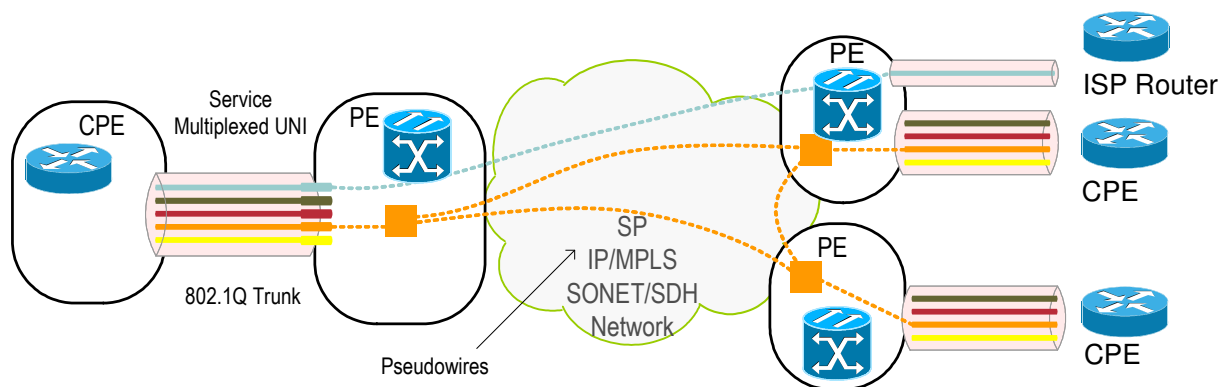 CPE
Service
Multiplexed UNI
802.1Q Trunk
PE
SP
IP/MPLS
SONET/SDH
Network
Pseudowires
PE
ISP Router
CPE
PE
CPE